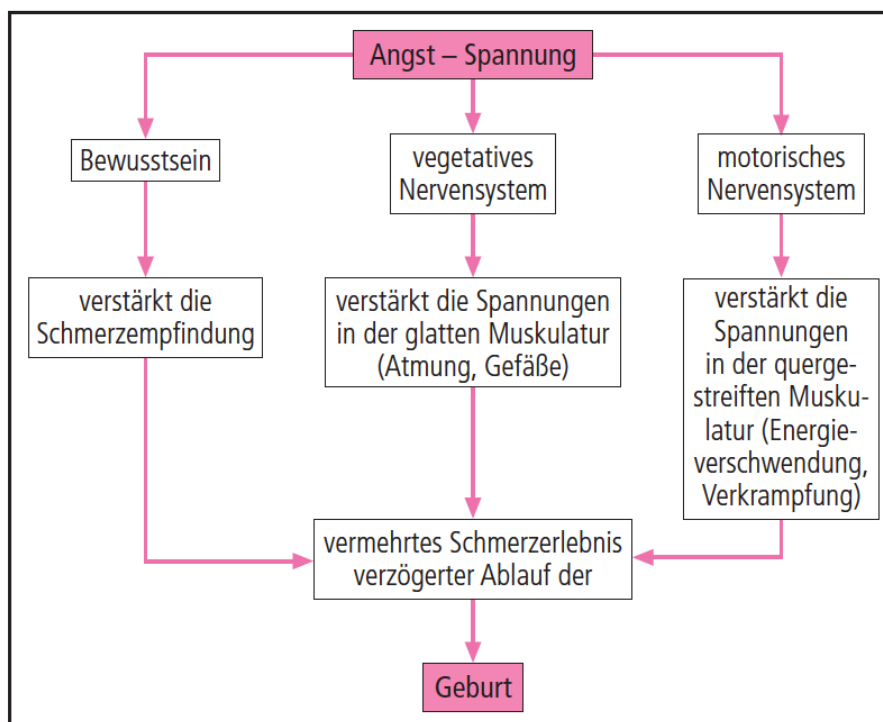 Angst – Spannung
Bewusstsein
vegetatives
Nervensystem
motorisches
Nervensystem
verstärkt die
Schmerzempfindung
verstärkt die Spannungen
in der glatten Muskulatur
(Atmung, Gefäße)
verstärkt die
Spannungen
in der querge-
streiften Musku-
latur (Energie-
verschwendung,
Verkrampfung)
vermehrtes Schmerzerlebnis
verzögerter Ablauf der
Geburt